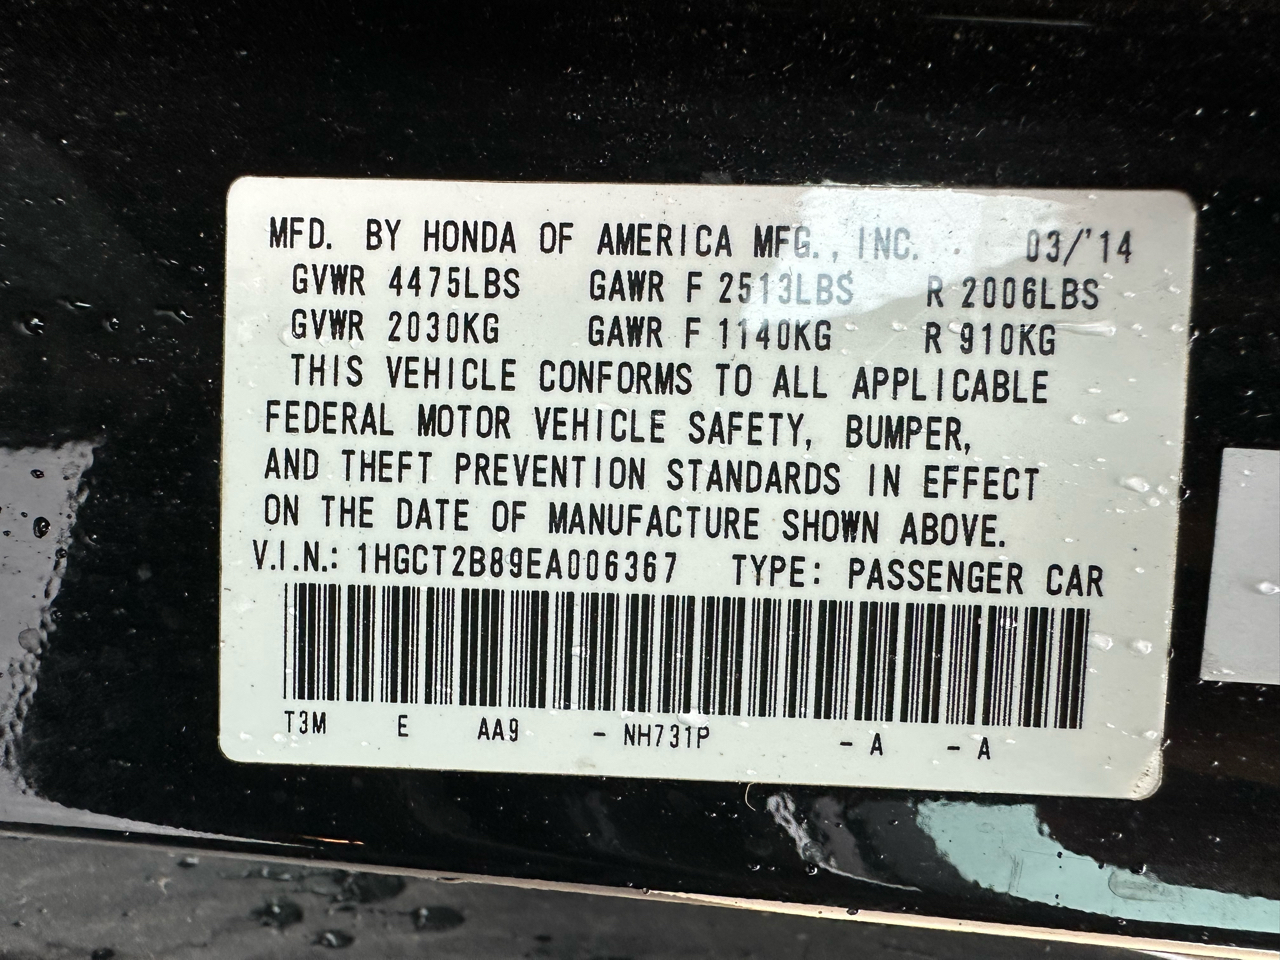 MFD. BY HONDA OF AMERICA MFG., INC. 03/'14
GVWR 4475LBS GAWR F 2513LBS R 2006LBS
GVWR 2030KG GAWR F 1140KG R 910KG
THIS VEHICLE CONFORMS TO ALL APPLICABLE
FEDERAL MOTOR VEHICLE SAFETY, BUMPER,
AND THEFT PREVENTION STANDARDS IN EFFECT
ON THE DATE OF MANUFACTURE SHOWN ABOVE.
V.I.N.: 1HGCT2B89EA006367 TYPE: PASSENGER CAR
T3M E AA9 - NH731P - A - A